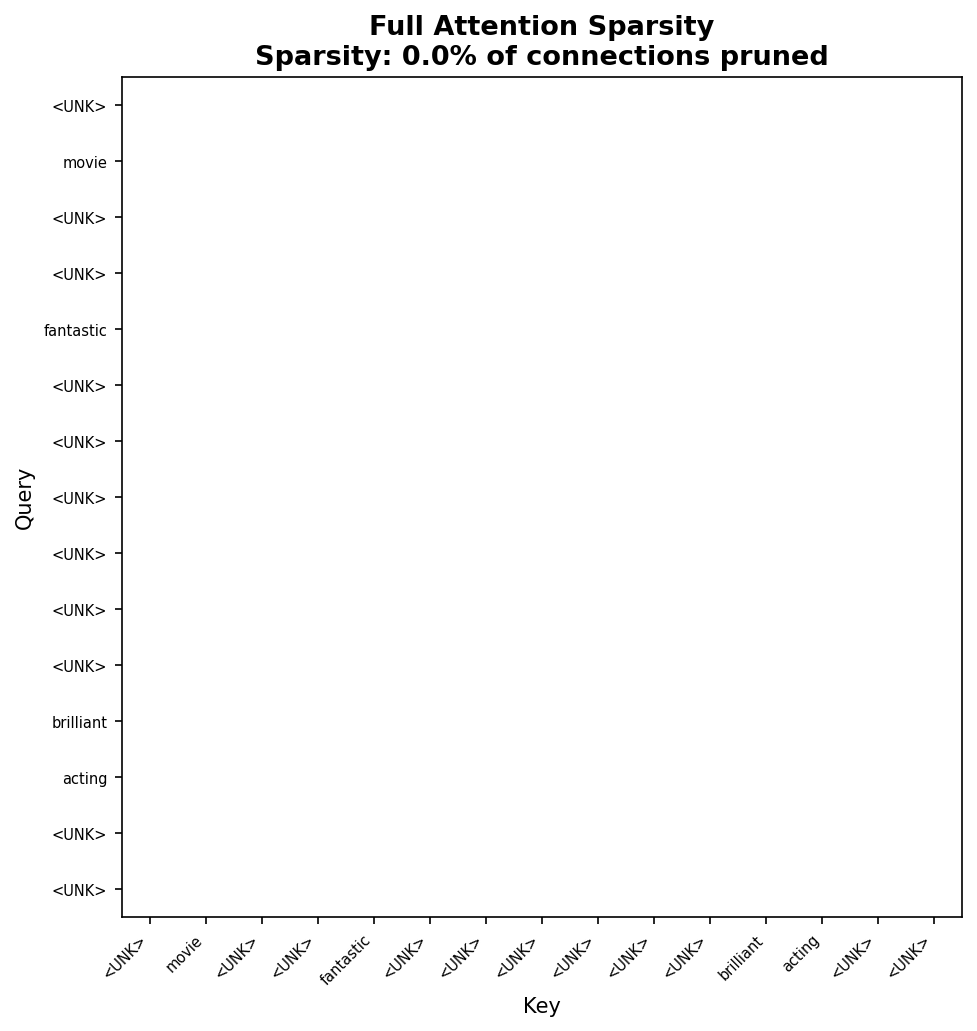 Full Attention Sparsity
Sparsity: 0.0% of connections pruned
<UNK>
movie
<UNK>
<UNK>
fantastic
<UNK>
<UNK>
<UNK>
<UNK>
<UNK>
<UNK>
brilliant
acting
<UNK>
<UNK>
Query
<UNK>
movie
<UNK>
<UNK>
fantastic
<UNK>
<UNK>
<UNK>
<UNK>
<UNK>
<UNK>
brilliant
acting
<UNK>
<UNK>
Key